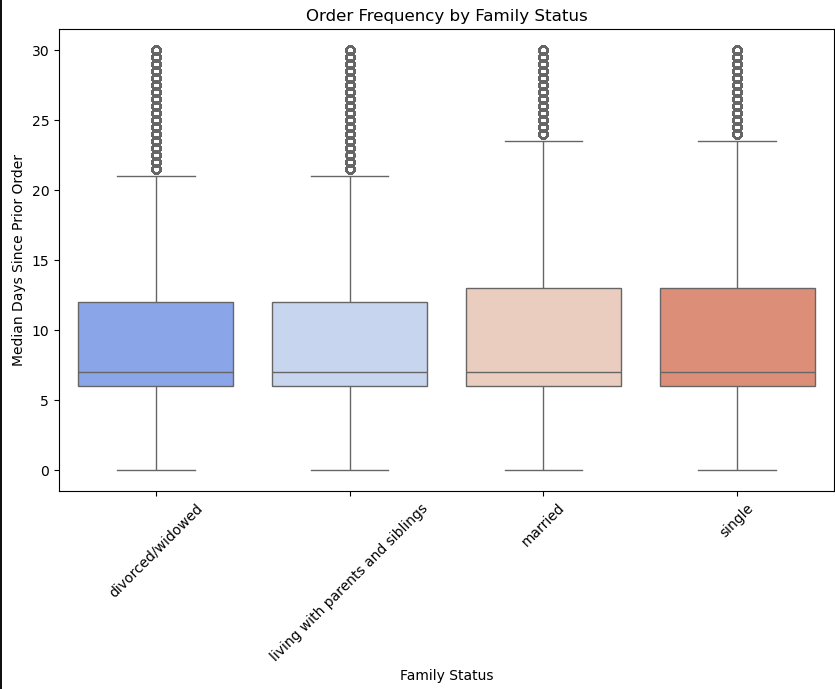 Order Frequency by Family Status
Median Days Since Prior Order
30
25
20
15
10
5
0
divorced/widowed
living with parents and siblings
married
single
Family Status